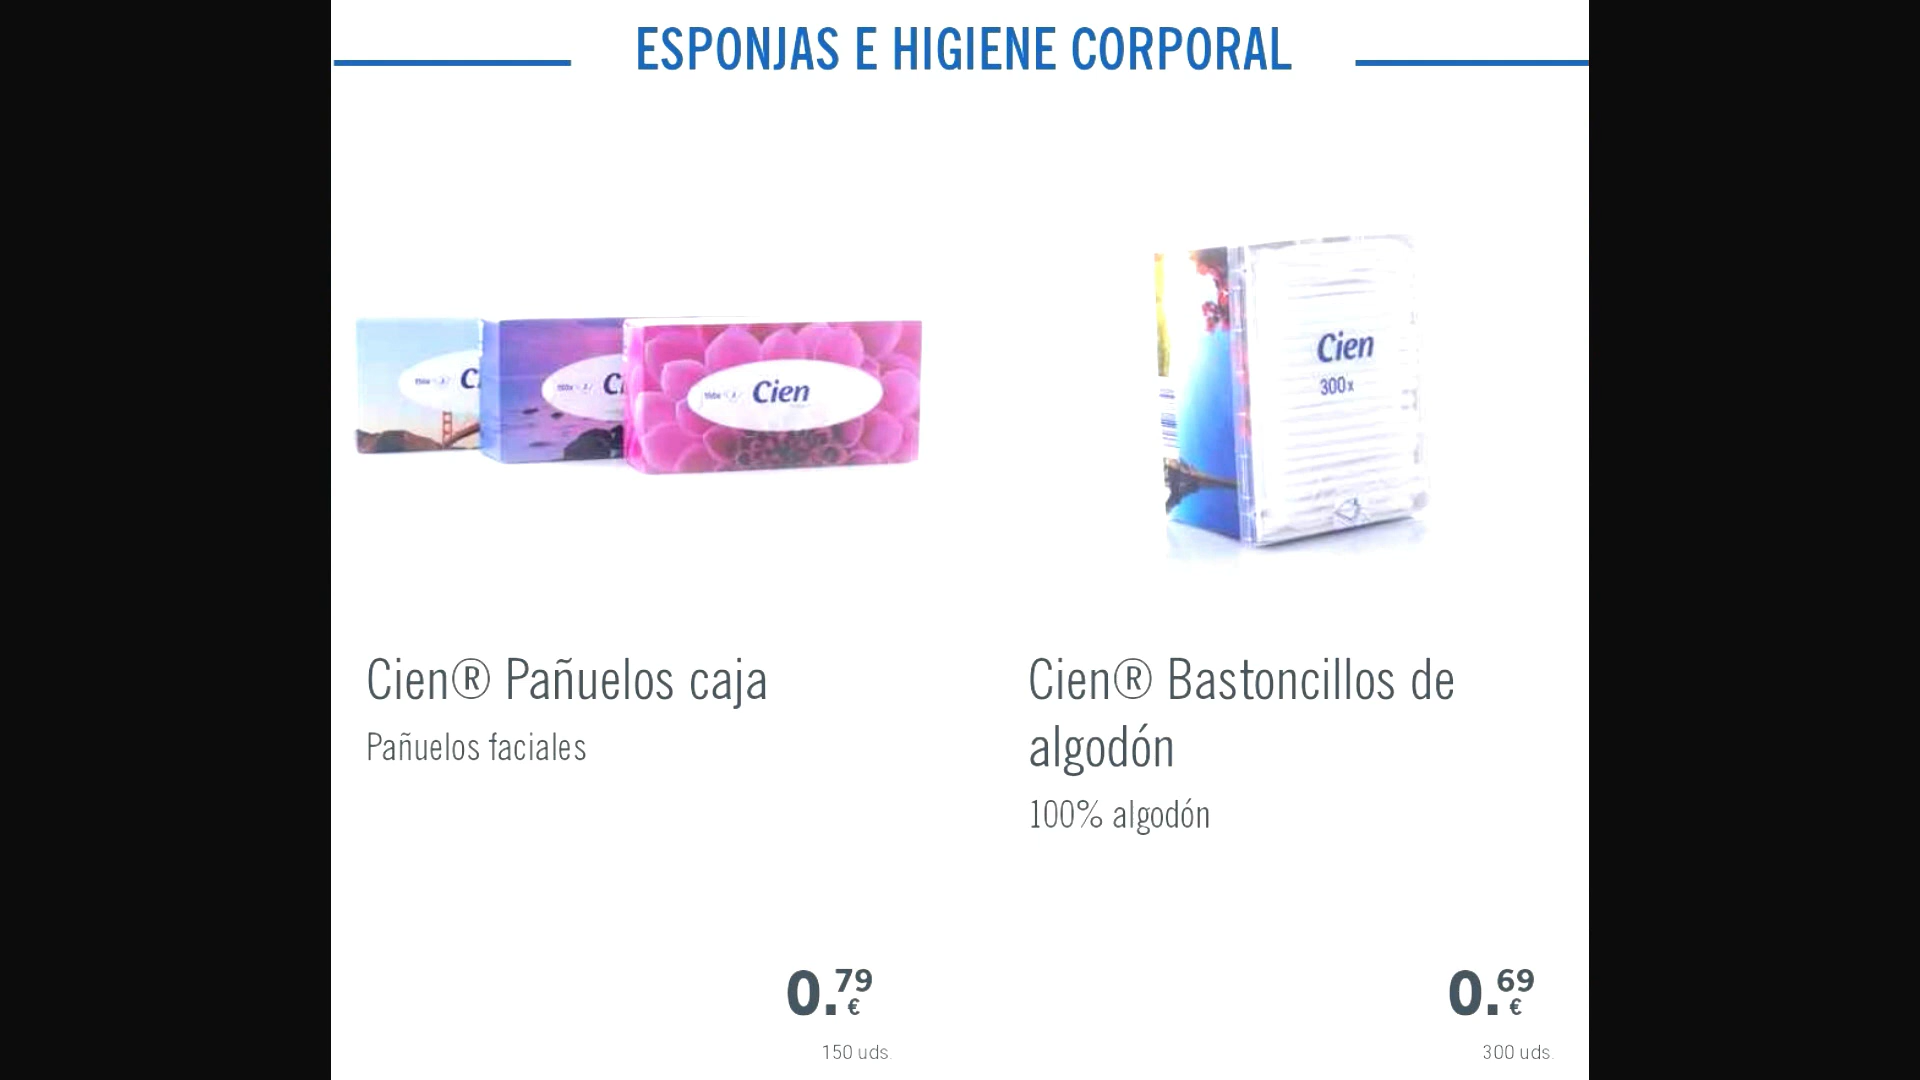 ESPONJAS E HIGIENE CORPORAL
Cien
Cien
300x
Cien® Pañuelos caja
Pañuelos faciales
0.79 €
150 uds.
Cien® Bastoncillos de
algodón
100% algodón
0.69 €
300 uds.